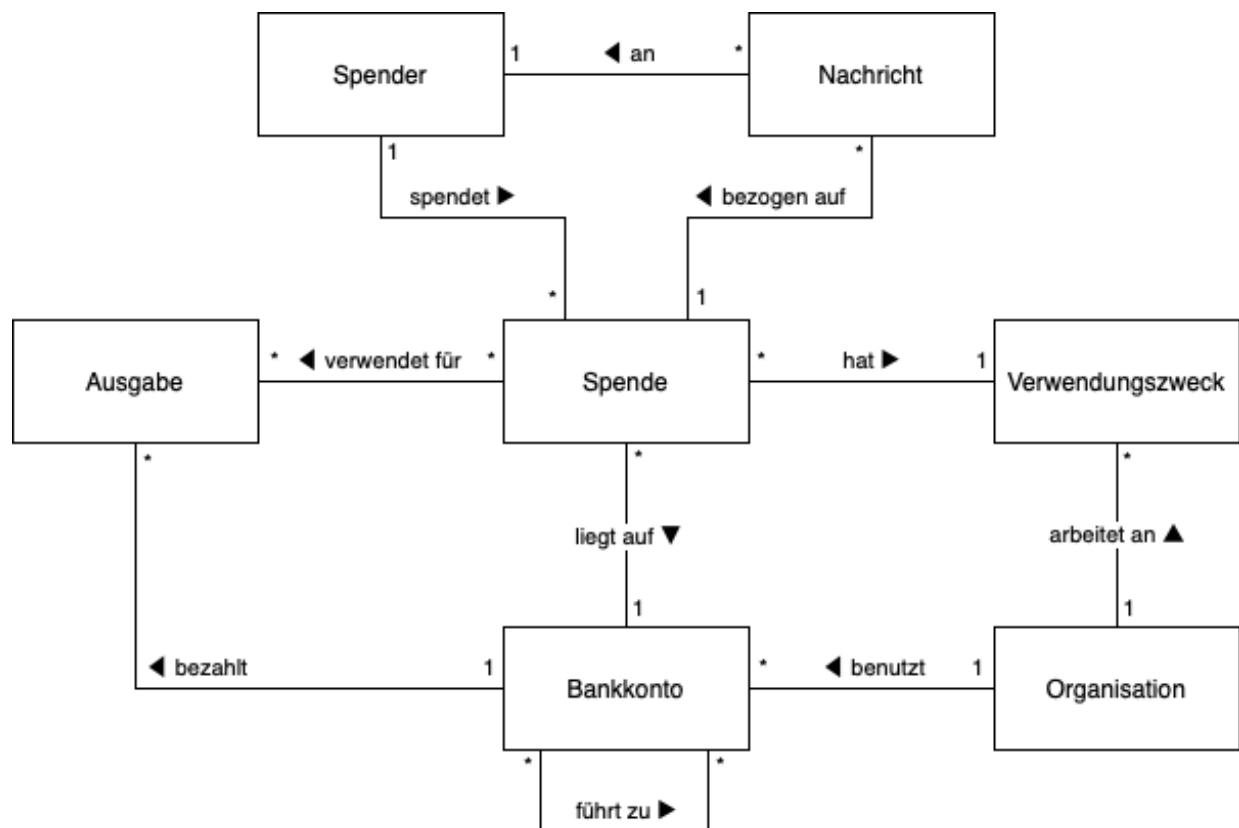 1 ◀ an *
Spender
Nachricht
1 *
spendet ▶
◀ bezogen auf
* 1
* ◀ verwendet für *
* hat ▶ 1
Ausgabe
Spende
Verwendungszweck
* * *
liegt auf ▼
arbeitet an ▲
1 1
◀ bezahlt 1
* ◀ benutzt 1
Bankkonto
Organisation
* *
führt zu ▶